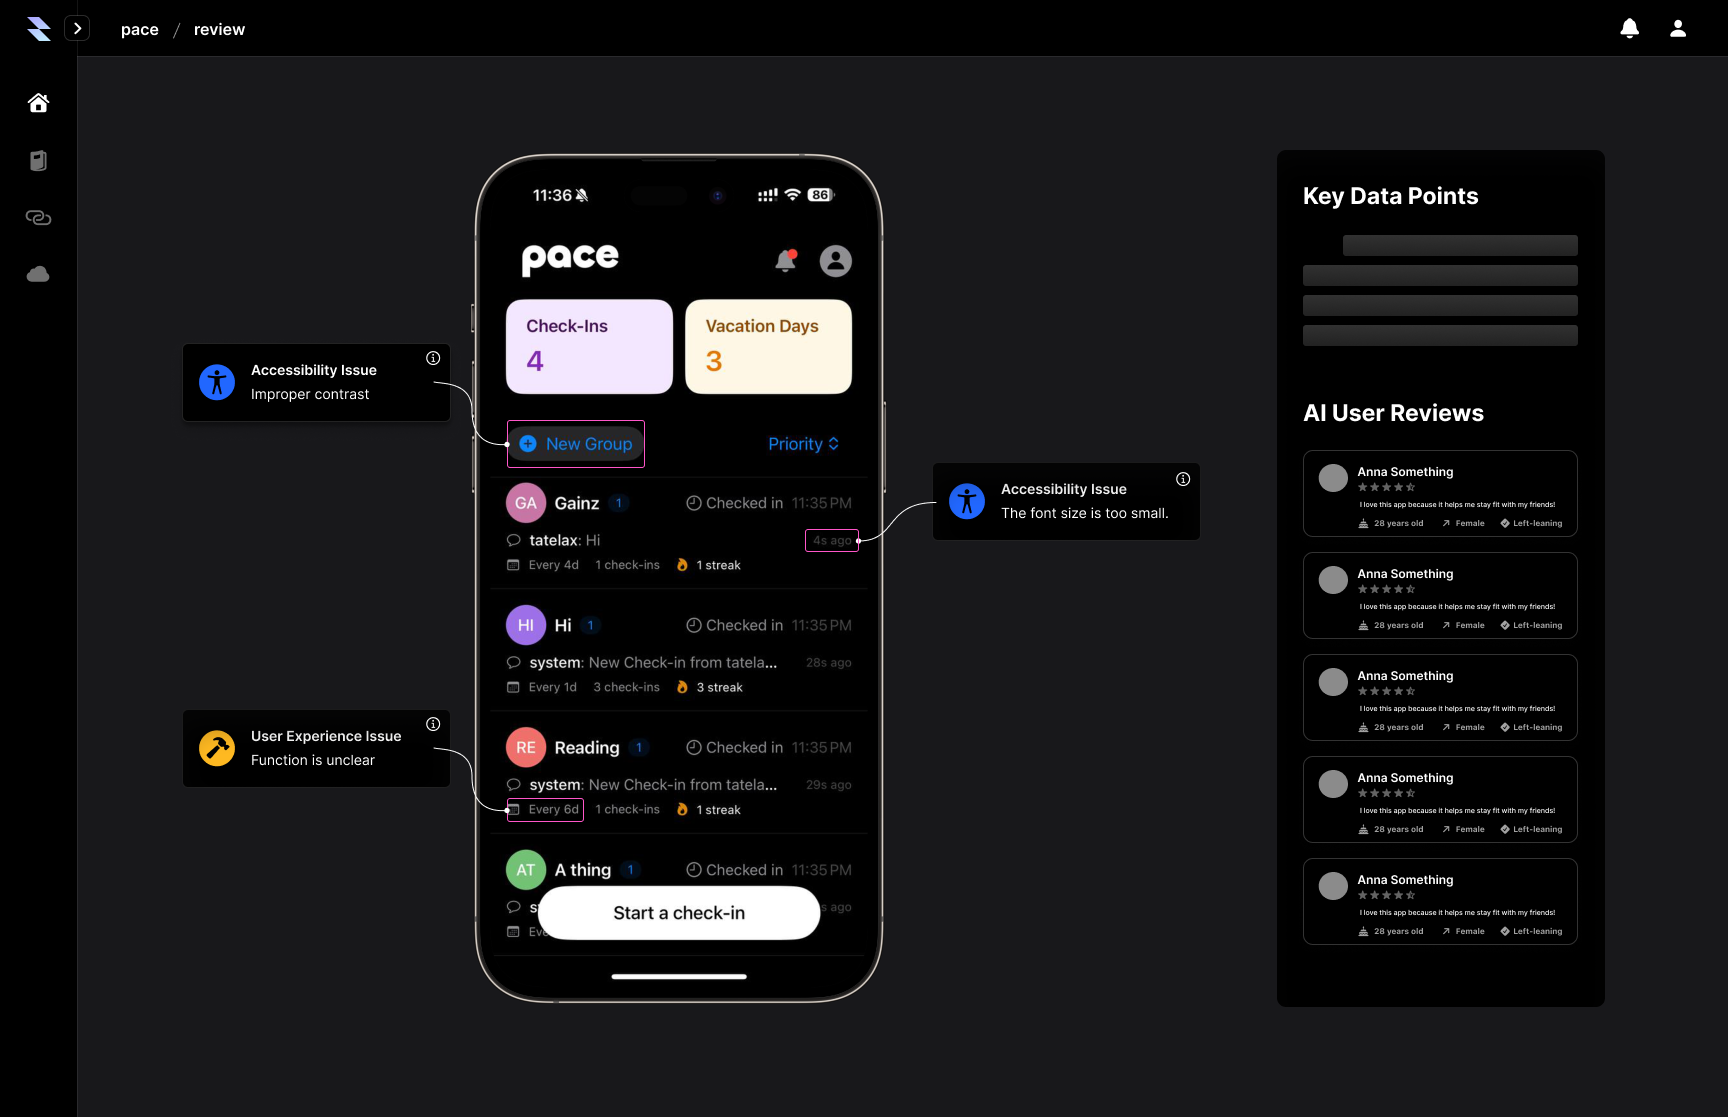 pace / review
11:36
86
pace
Check-Ins
4
Vacation Days
3
Accessibility Issue
Improper contrast
New Group
Priority
GA
Gainz
1
Checked in 11:35 PM
tatelax: Hi
4s ago
Every 4d
1 check-ins
1 streak
Accessibility Issue
The font size is too small.
HI
Hi
1
Checked in 11:35 PM
system: New Check-in from tatela...
28s ago
Every 1d
3 check-ins
3 streak
User Experience Issue
Function is unclear
RE
Reading
1
Checked in 11:35 PM
system: New Check-in from tatela...
29s ago
Every 6d
1 check-ins
1 streak
AT
A thing
1
Checked in 11:35 PM
s ago
Start a check-in
Key Data Points
AI User Reviews
Anna Something
I love this app because it helps me stay fit with my friends!
28 years old
Female
Left-leaning
Anna Something
I love this app because it helps me stay fit with my friends!
28 years old
Female
Left-leaning
Anna Something
I love this app because it helps me stay fit with my friends!
28 years old
Female
Left-leaning
Anna Something
I love this app because it helps me stay fit with my friends!
28 years old
Female
Left-leaning
Anna Something
I love this app because it helps me stay fit with my friends!
28 years old
Female
Left-leaning